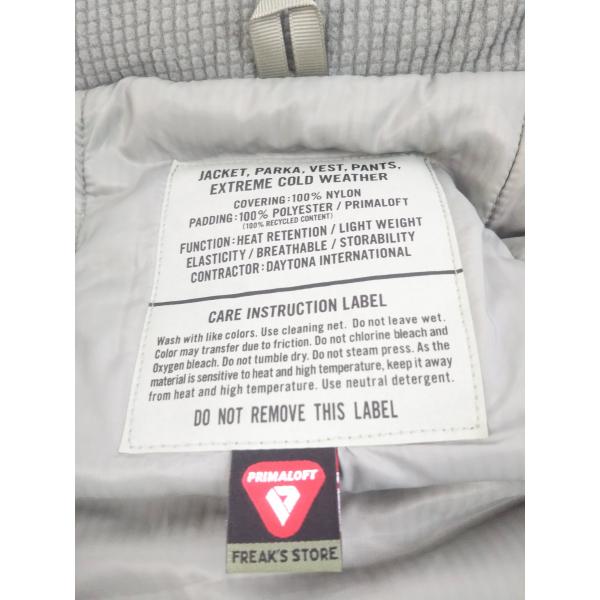 JACKET, PARKA, VEST, PANTS,
EXTREME COLD WEATHER
COVERING:100% NYLON
PADDING:100% POLYESTER / PRIMALOFT
(100% RECYCLED CONTENT)
FUNCTION:HEAT RETENTION / LIGHT WEIGHT
ELASTICITY / BREATHABLE / STORABILITY
CONTRACTOR:DAYTONA INTERNATIONAL
CARE INSTRUCTION LABEL
Wash with like colors. Use cleaning net. Do not leave wet.
Color may transfer due to friction. Do not chlorine bleach and
Oxygen bleach. Do not tumble dry. Do not steam press. As the
material is sensitive to heat and high temperature, keep it away
from heat and high temperature. Use neutral detergent.
DO NOT REMOVE THIS LABEL
PRIMALOFT
FREAK'S STORE